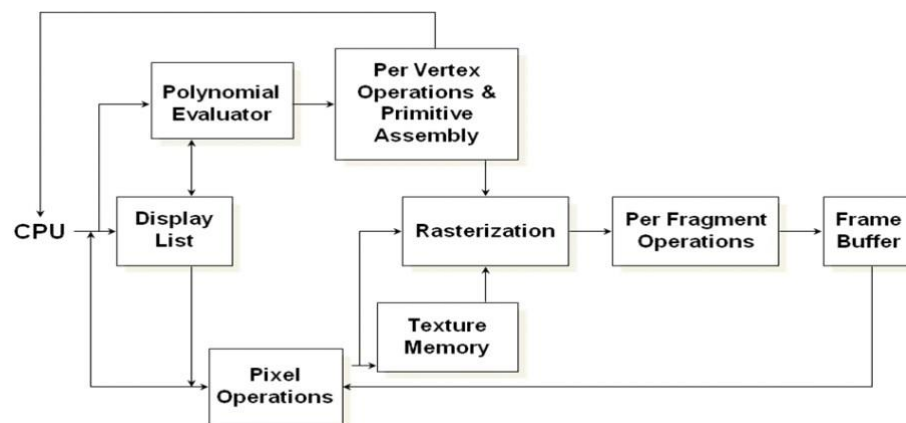 Polynomial
Evaluator
Per Vertex
Operations &
Primitive
Assembly
CPU
Display
List
Rasterization
Per Fragment
Operations
Frame
Buffer
Texture
Memory
Pixel
Operations